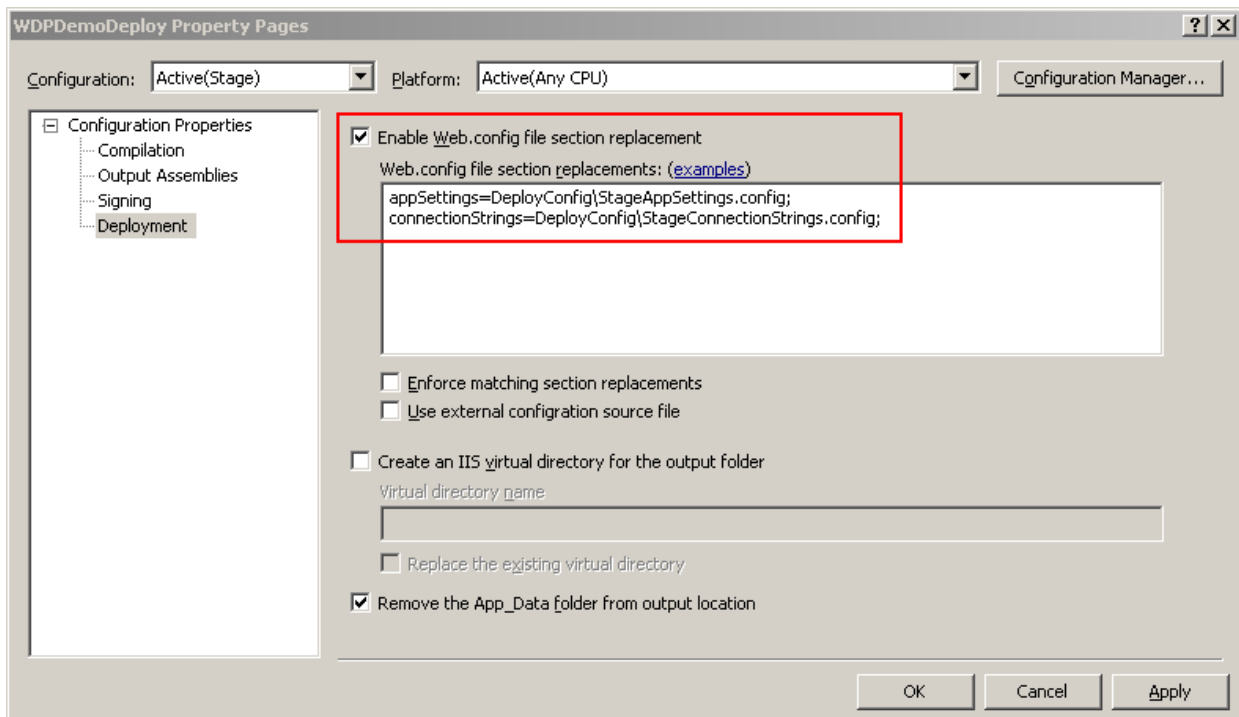 WDPDemoDeploy Property Pages
Configuration: Active(Stage) Platform: Active(Any CPU) Configuration Manager...
Configuration Properties
Compilation
Output Assemblies
Signing
Deployment
Enable Web.config file section replacement
Web.config file section replacements: (examples)
appSettings=DeployConfig\StageAppSettings.config;
connectionStrings=DeployConfig\StageConnectionStrings.config;
Enforce matching section replacements
Use external configration source file
Create an IIS virtual directory for the output folder
Virtual directory name
Replace the existing virtual directory
Remove the App_Data folder from output location
OK Cancel Apply